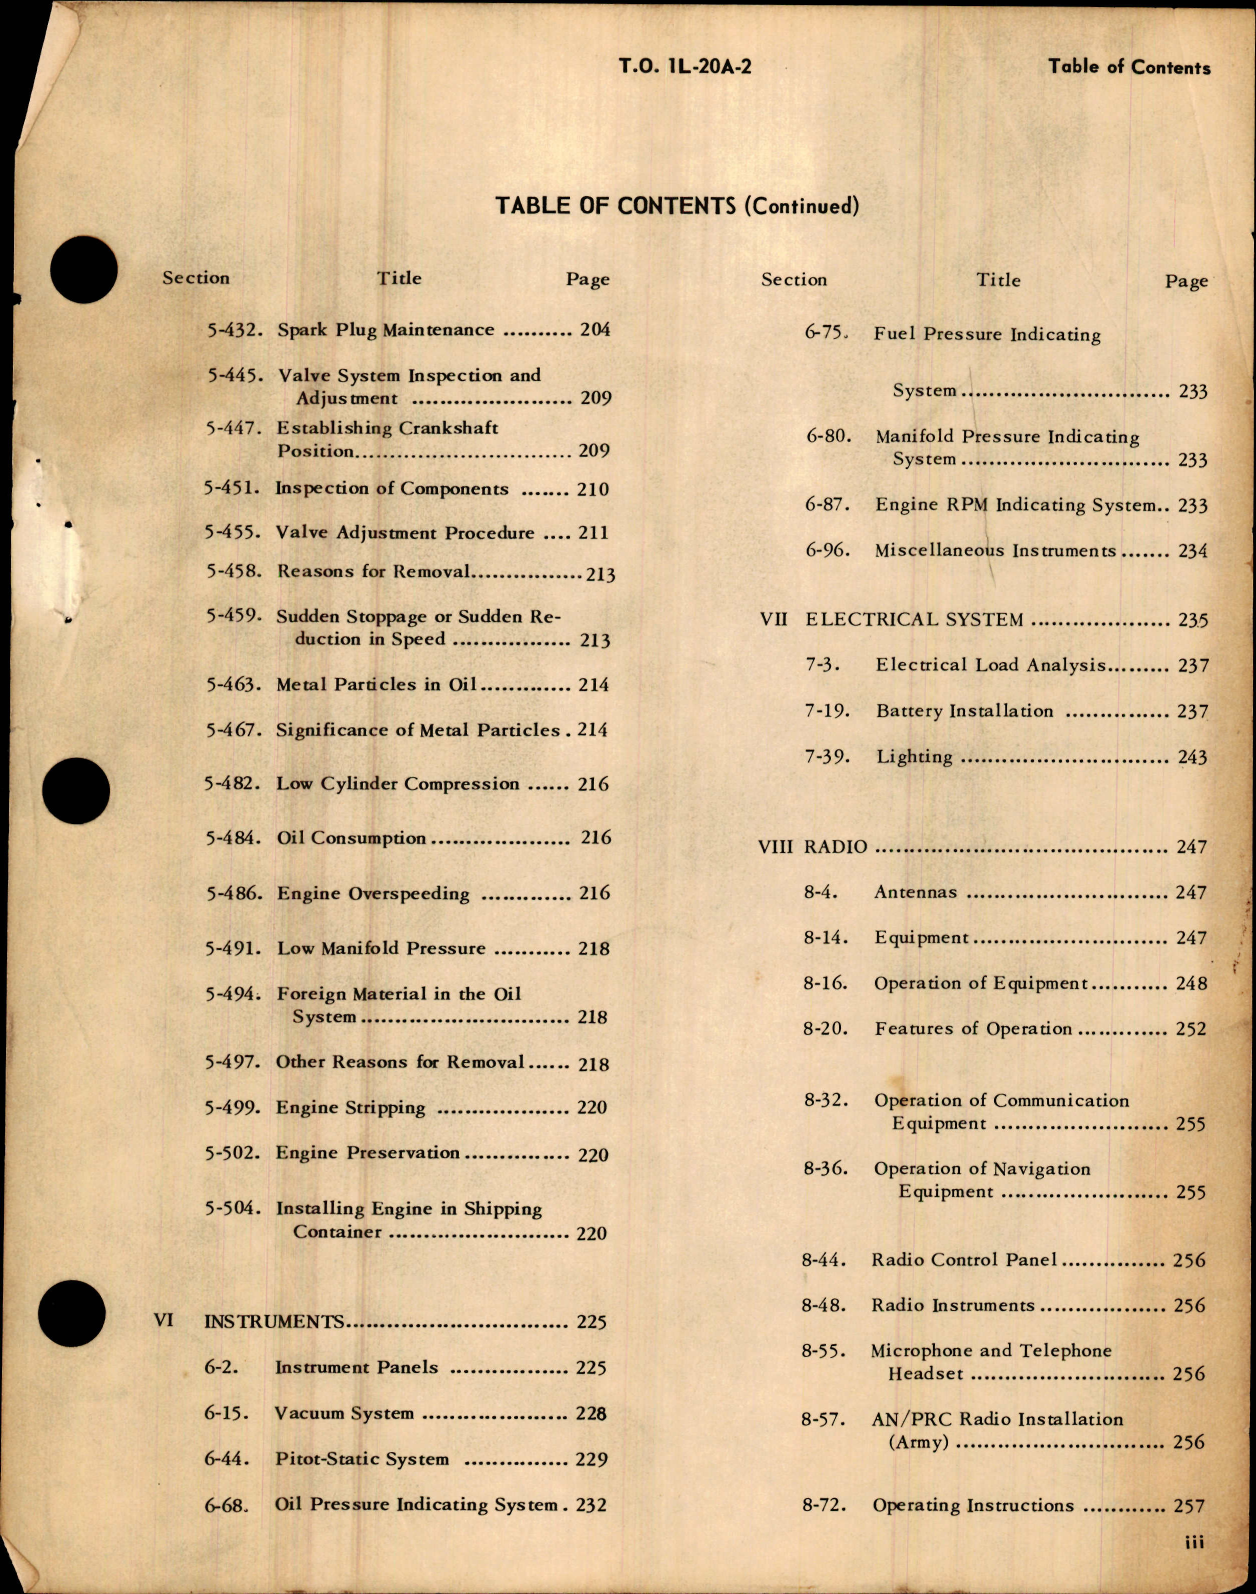 T.O. 1L-20A-2 Table of Contents
TABLE OF CONTENTS (Continued)
Section Title Page
5-432. Spark Plug Maintenance .......... 204
5-445. Valve System Inspection and
Adjustment ....................... 209
5-447. Establishing Crankshaft
Position............................... 209
5-451. Inspection of Components ....... 210
5-455. Valve Adjustment Procedure .... 211
5-458. Reasons for Removal................ 213
5-459. Sudden Stoppage or Sudden Re-
duction in Speed ................. 213
5-463. Metal Particles in Oil............. 214
5-467. Significance of Metal Particles . 214
5-482. Low Cylinder Compression ...... 216
5-484. Oil Consumption.................... 216
5-486. Engine Overspeeding ............. 216
5-491. Low Manifold Pressure ........... 218
5-494. Foreign Material in the Oil
System.............................. 218
5-497. Other Reasons for Removal...... 218
5-499. Engine Stripping ................... 220
5-502. Engine Preservation............... 220
5-504. Installing Engine in Shipping
Container .......................... 220
VI INSTRUMENTS................................ 225
6-2. Instrument Panels ................. 225
6-15. Vacuum System ..................... 228
6-44. Pitot-Static System ............... 229
6-68. Oil Pressure Indicating System . 232
Section Title Page
6-75. Fuel Pressure Indicating
System.............................. 233
6-80. Manifold Pressure Indicating
System.............................. 233
6-87. Engine RPM Indicating System.. 233
6-96. Miscellaneous Instruments....... 234
VII ELECTRICAL SYSTEM .................... 235
7-3. Electrical Load Analysis......... 237
7-19. Battery Installation ............... 237
7-39. Lighting .............................. 243
VIII RADIO .......................................... 247
8-4. Antennas ............................. 247
8-14. Equipment............................ 247
8-16. Operation of Equipment........... 248
8-20. Features of Operation ............. 252
8-32. Operation of Communication
Equipment ......................... 255
8-36. Operation of Navigation
Equipment ........................ 255
8-44. Radio Control Panel............... 256
8-48. Radio Instruments.................. 256
8-55. Microphone and Telephone
Headset ............................ 256
8-57. AN/PRC Radio Installation
(Army) .............................. 256
8-72. Operating Instructions ............ 257
iii